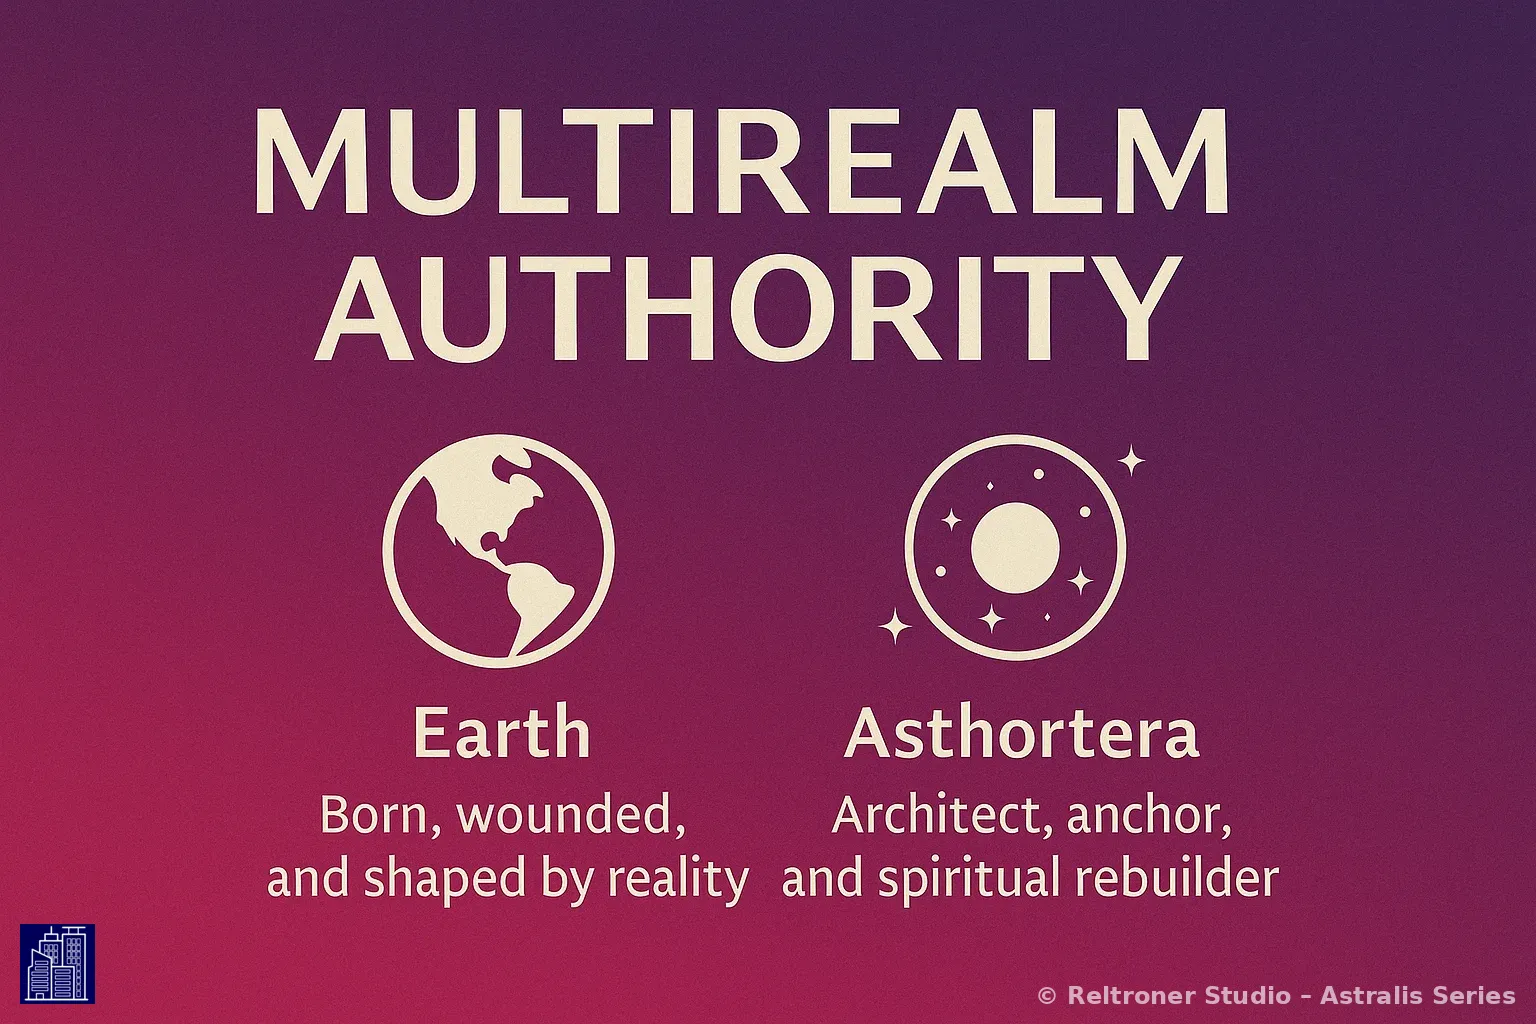 MULTIREALM
AUTHORITY
Earth
Born, wounded,
and shaped by reality
Asthortera
Architect, anchor,
and spiritual rebuilder
© Reltroner Studio – Astralis Series